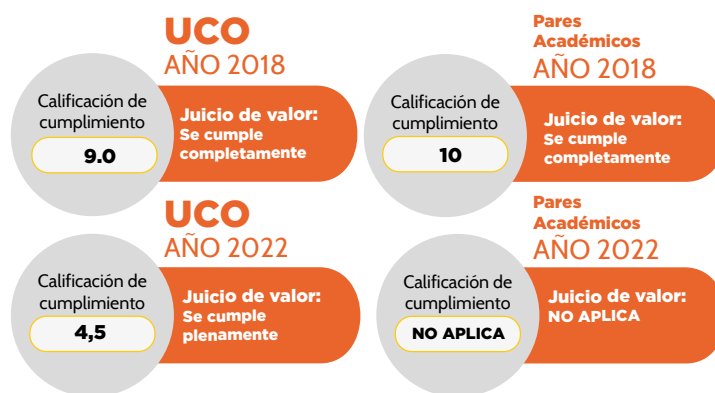 UCO
AÑO 2018
Calificación de
cumplimiento
9.0
Juicio de valor:
Se cumple
completamente
Pares
Académicos
AÑO 2018
Calificación de
cumplimiento
10
Juicio de valor:
Se cumple
completamente
UCO
AÑO 2022
Calificación de
cumplimiento
4,5
Juicio de valor:
Se cumple
plenamente
Pares
Académicos
AÑO 2022
Calificación de
cumplimiento
NO APLICA
Juicio de valor:
NO APLICA